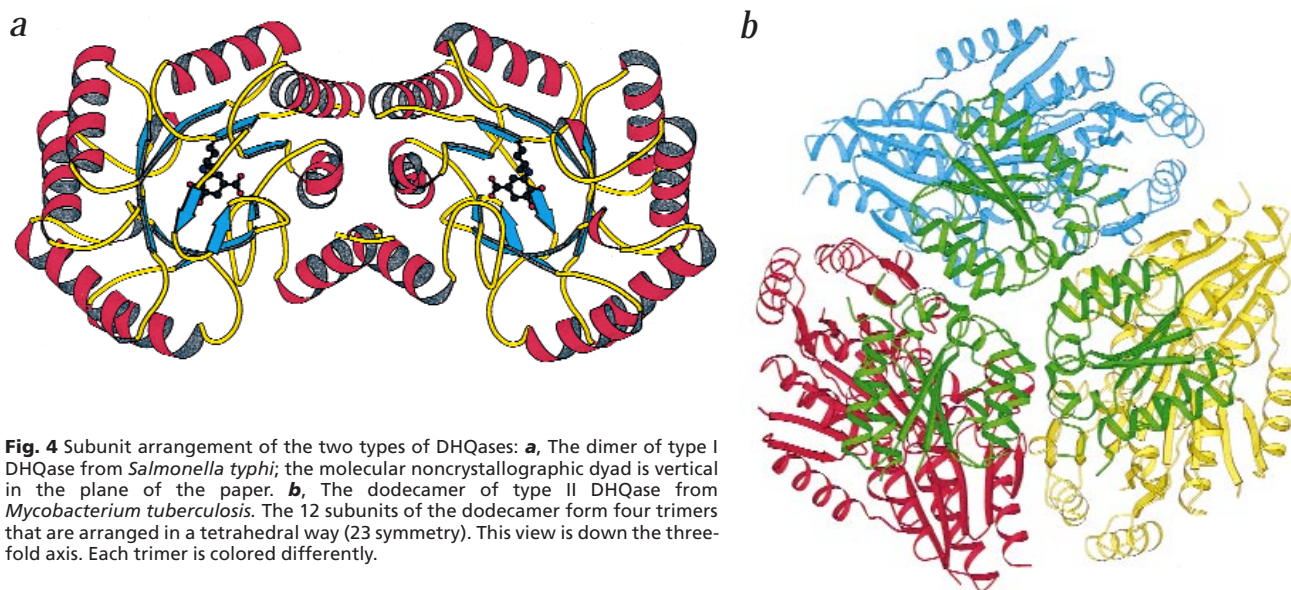 a
b
Fig. 4 Subunit arrangement of the two types of DHQases: a, The dimer of type I
DHQase from Salmonella typhi; the molecular noncrystallographic dyad is vertical
in the plane of the paper. b, The dodecamer of type II DHQase from
Mycobacterium tuberculosis. The 12 subunits of the dodecamer form four trimers
that are arranged in a tetrahedral way (23 symmetry). This view is down the three-
fold axis. Each trimer is colored differently.